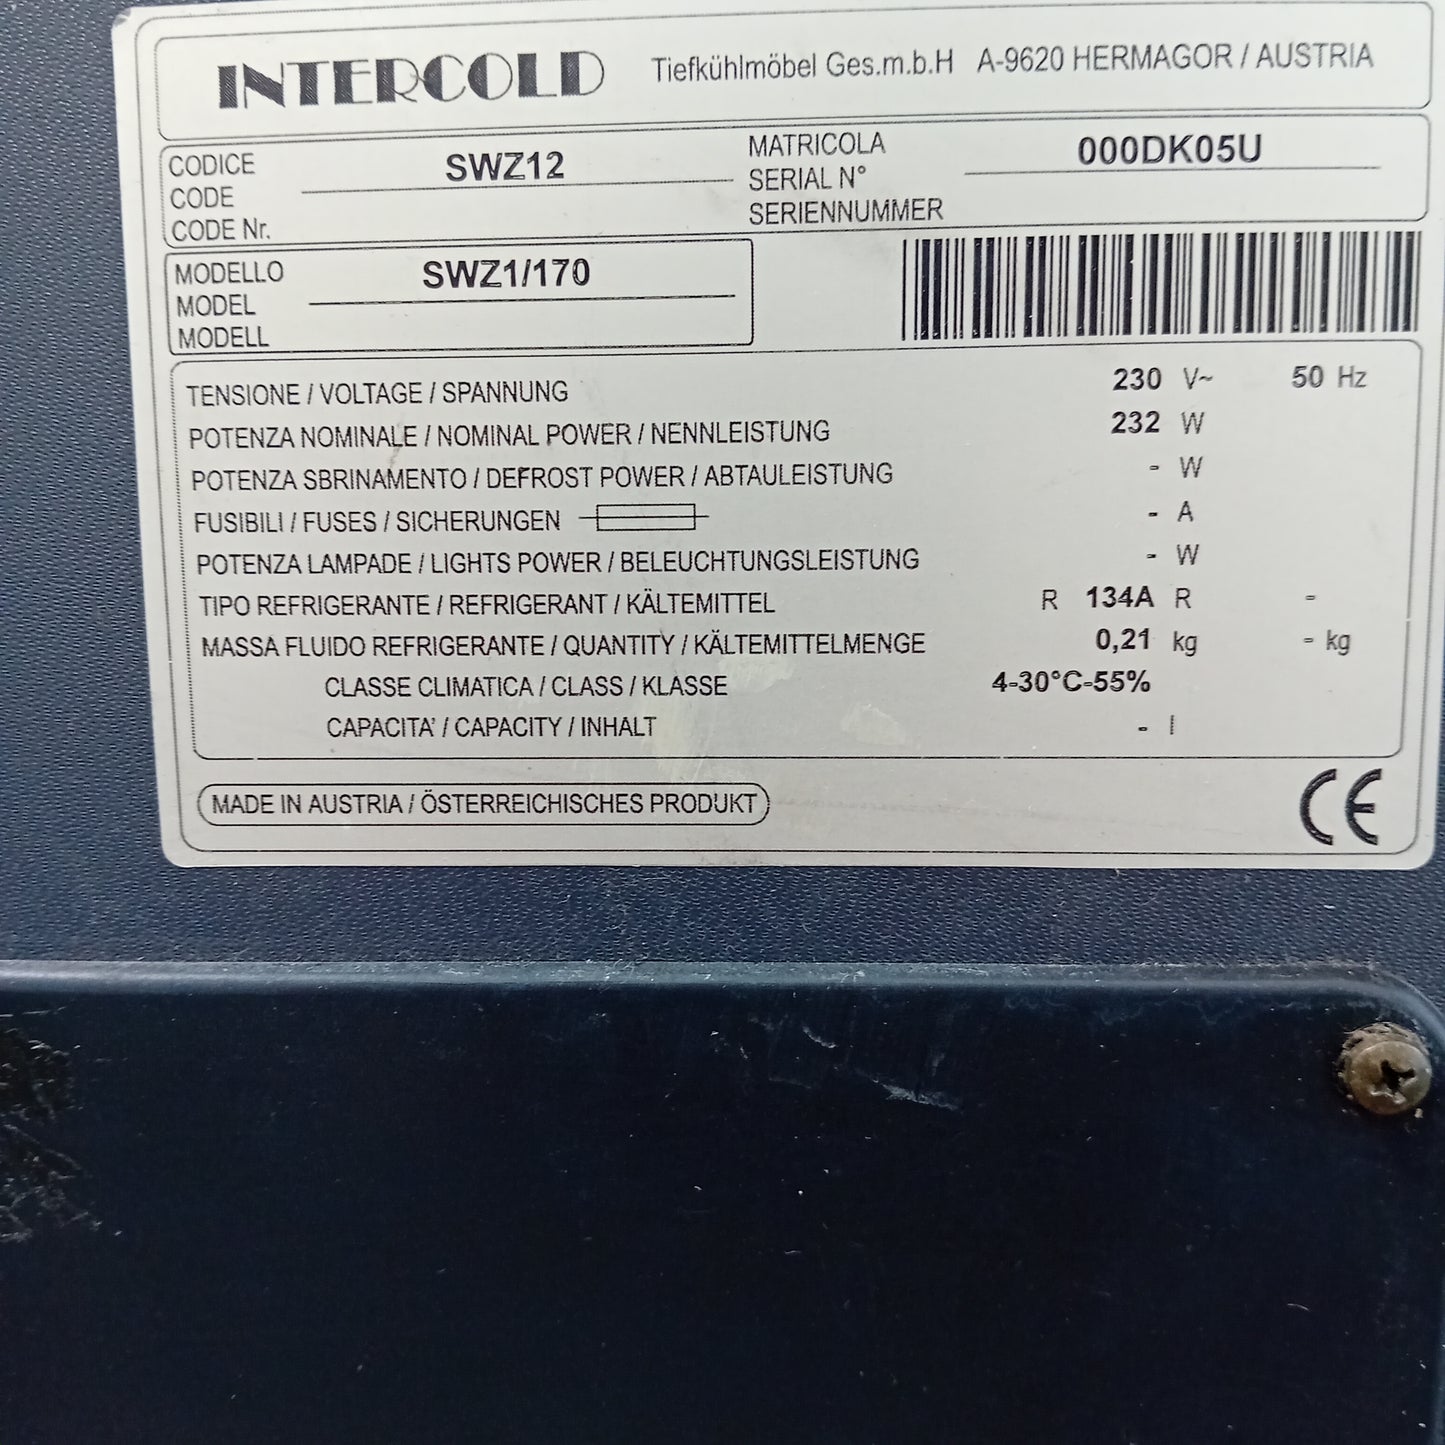 INTERCOLD Tiefkühlmöbel Ges.m.b.H A-9620 HERMAGOR / AUSTRIA
CODICE
CODE
CODE Nr.
SWZ12
MATRICOLA
SERIAL N°
SERIENNUMMER
000DK05U
MODELLO
MODEL
MODELL
SWZ1/170
TENSIONE / VOLTAGE / SPANNUNG 230 V~ 50 Hz
POTENZA NOMINALE / NOMINAL POWER / NENNLEISTUNG 232 W
POTENZA SBRINAMENTO / DEFROST POWER / ABTAULEISTUNG - W
FUSIBILI / FUSES / SICHERUNGEN - A
POTENZA LAMPADE / LIGHTS POWER / BELEUCHTUNGSLEISTUNG - W
TIPO REFRIGERANTE / REFRIGERANT / KÄLTEMITTEL R 134A R -
MASSA FLUIDO REFRIGERANTE / QUANTITY / KÄLTEMITTELMENGE 0,21 kg - kg
CLASSE CLIMATICA / CLASS / KLASSE 4-30°C-55%
CAPACITA' / CAPACITY / INHALT - l
MADE IN AUSTRIA / ÖSTERREICHISCHES PRODUKT CE